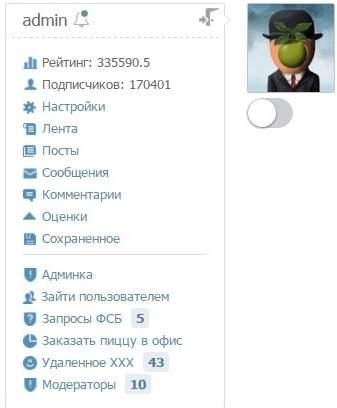 admin
Рейтинг: 335590.5
Подписчиков: 170401
Настройки
Лента
Посты
Сообщения
Комментарии
Оценки
Сохраненное
Админка
Зайти пользователем
Запросы ФСБ 5
Заказать пиццу в офис
Удаленное XXX 43
Модераторы 10